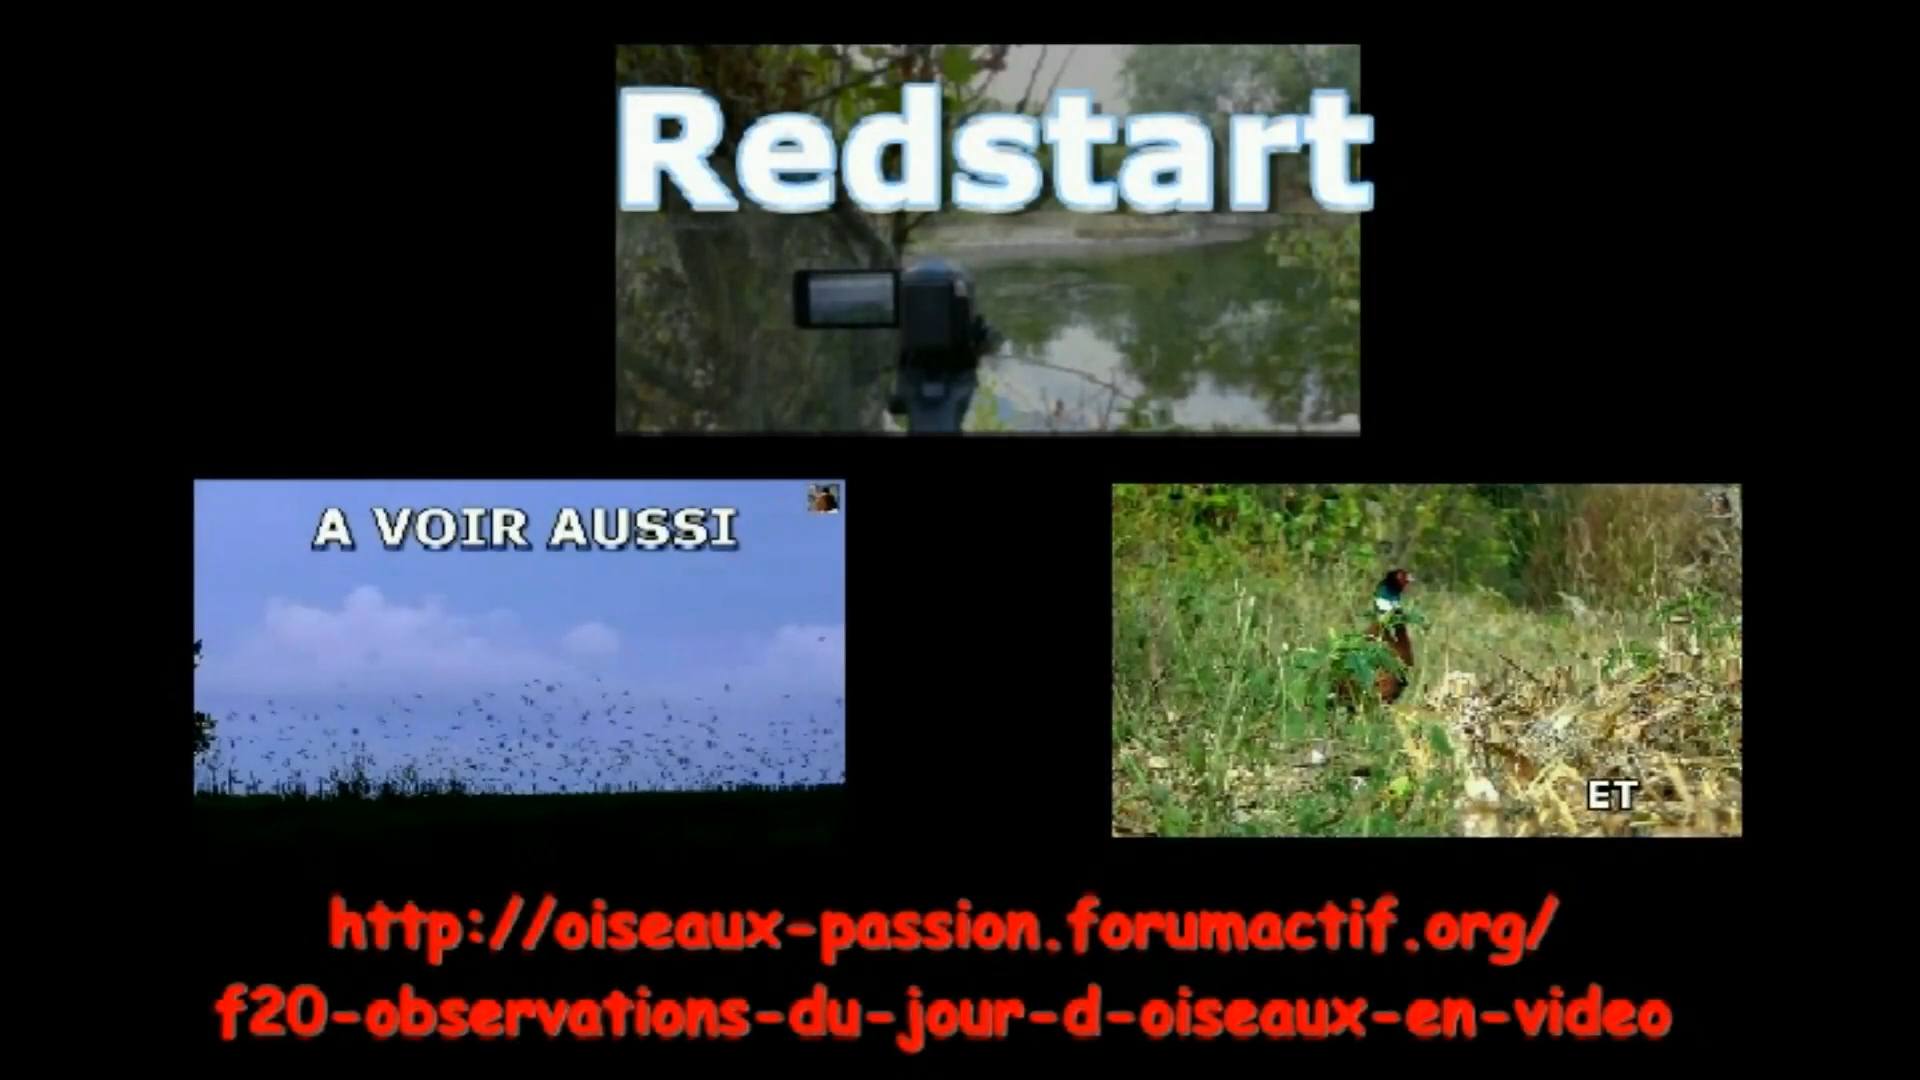 Redstart
A VOIR AUSSI
ET
http://oiseaux-passion.forumactif.org/
f20-observations-du-jour-d-oiseaux-en-video